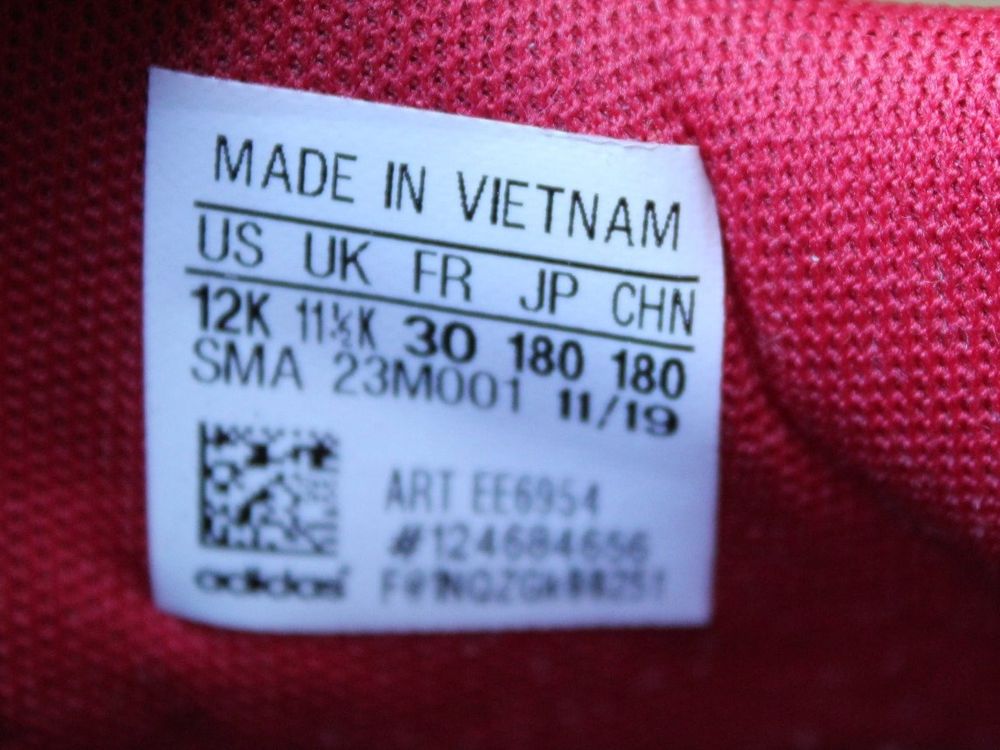 MADE IN VIETNAM
US UK FR JP CHN
12K 11½K 30 180 180
SMA 23M001 11/19
ART EE6954
#124684656
adidas